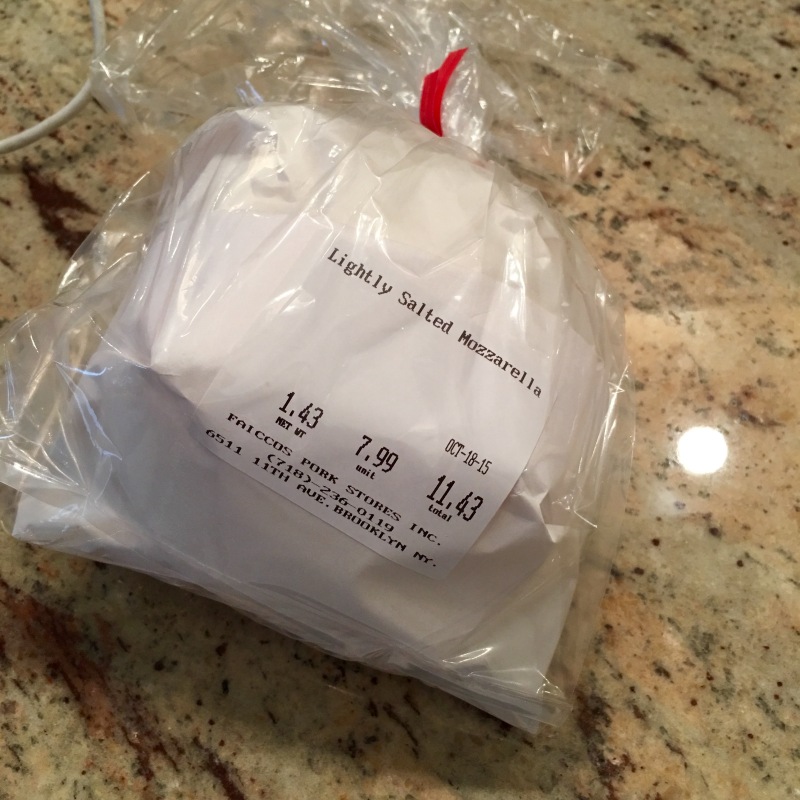 Lightly Salted Mozzarella
OCT-18-15
1.43 7.99 11.43
NET WT unit total
FAICCOS PORK STORES INC.
(718)-236-0119
6511 11TH AVE.BROOKLYN NY.